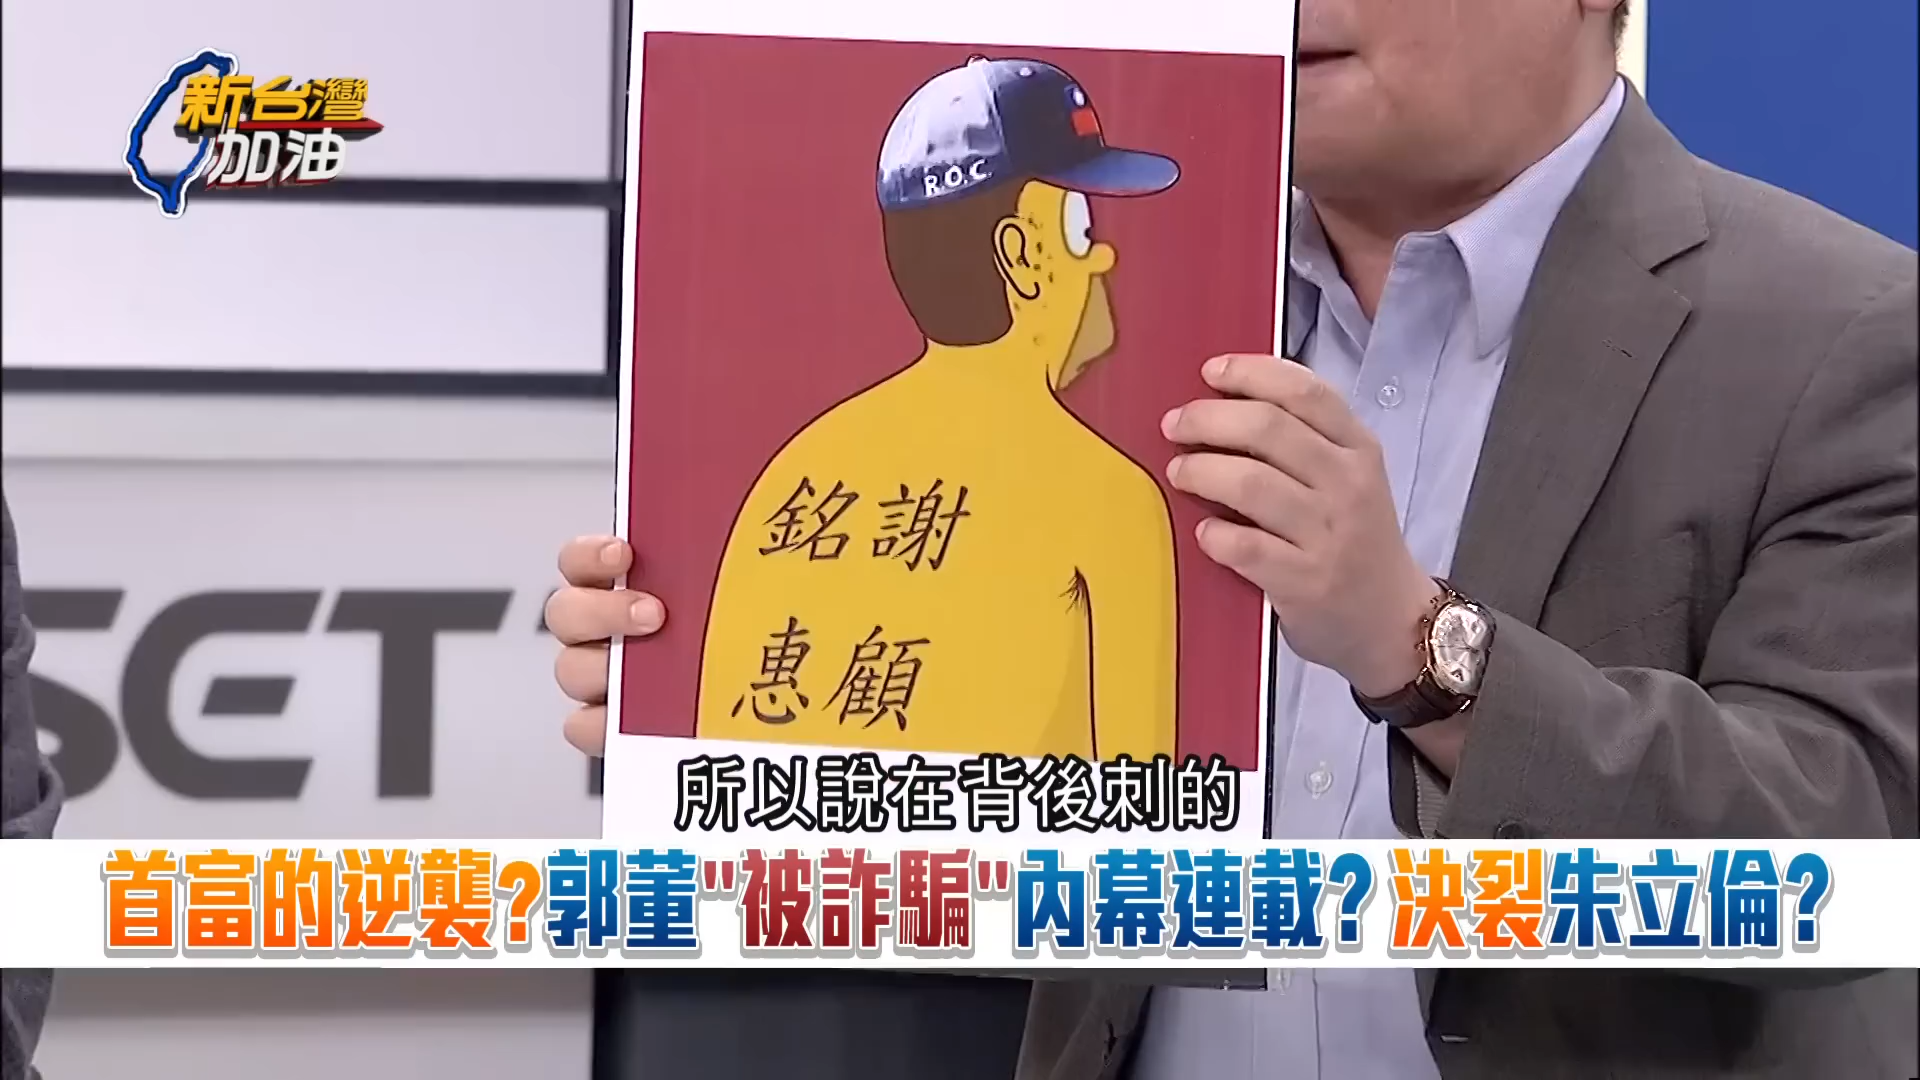 新台灣
加油
R.O.C.
銘謝
惠顧
SET
所以說在背後刺的
首富的逆襲?郭董"被詐騙"內幕連載?決裂朱立倫?